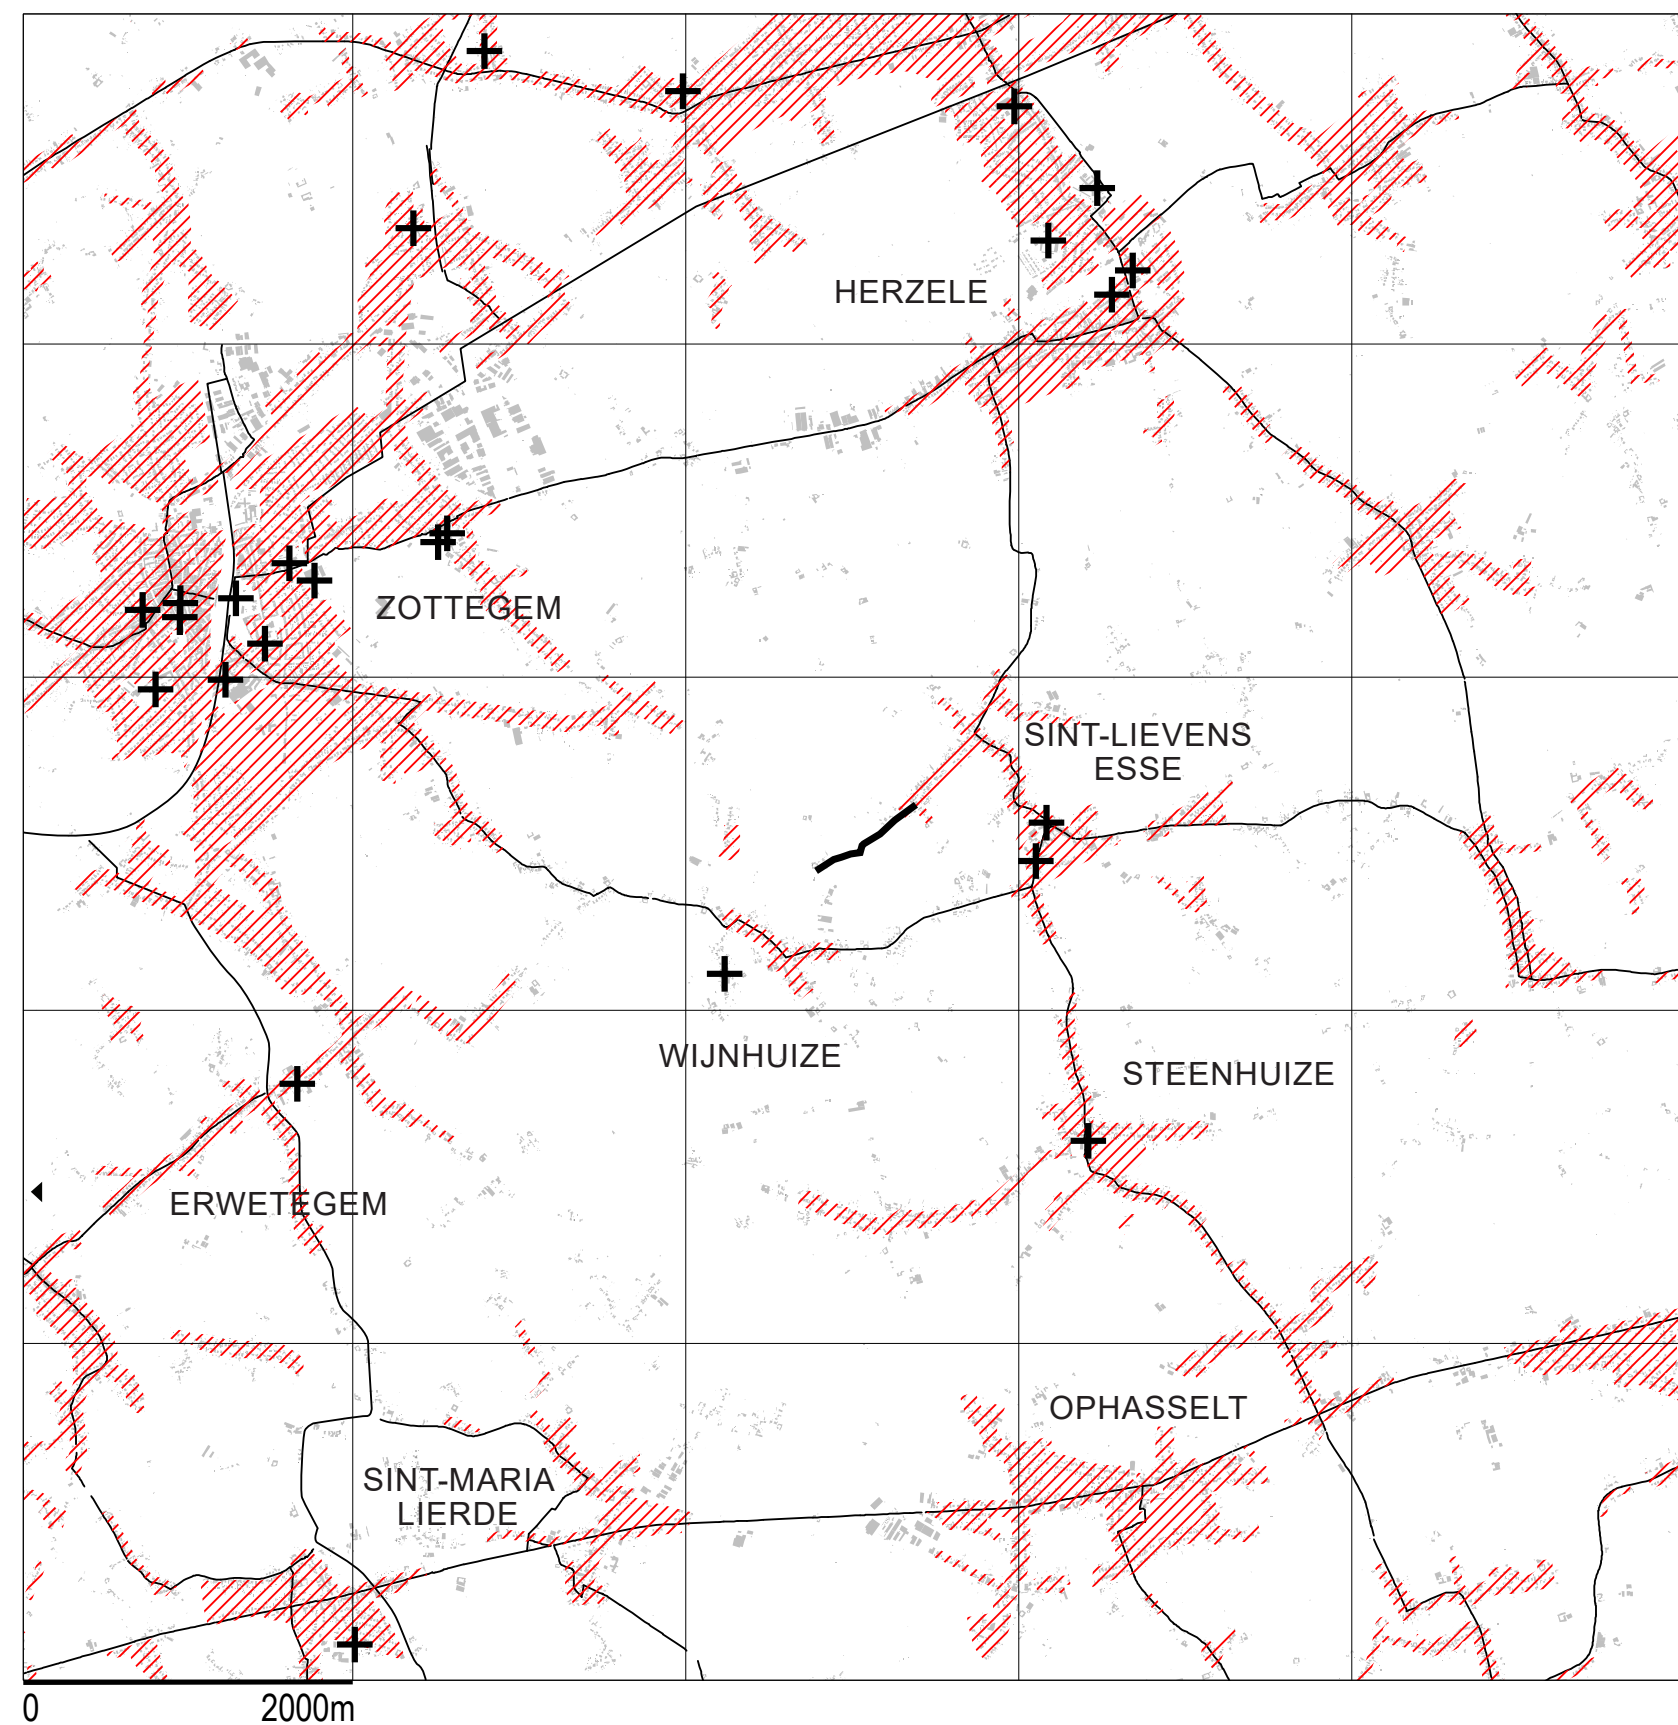 HERZELE
ZOTTEGEM
SINT-LIEVENS
ESSE
WIJNHUIZE
STEENHUIZE
ERWETEGEM
OPHASSELT
SINT-MARIA
LIERDE
0 2000m